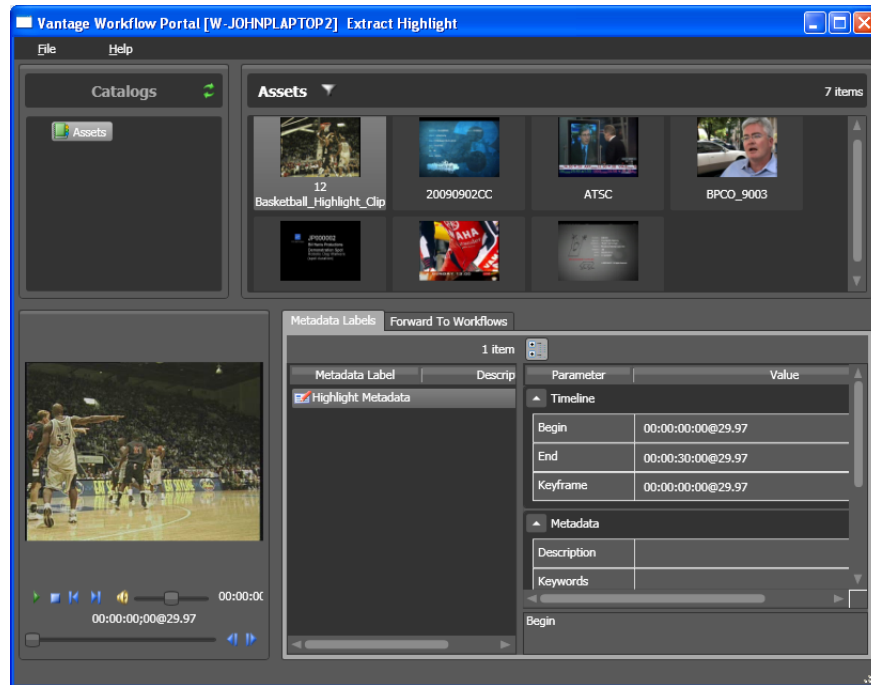 Vantage Workflow Portal [W-JOHNPLAPTOP2] Extract Highlight
File Help
Catalogs
Assets
Assets
7 items
12
Basketball_Highlight_Clip
20090902CC
ATSC
BPCO_9003
JP000002
AHA
33
Metadata Labels Forward To Workflows
1 item
Metadata Label Descrip
Highlight Metadata
Parameter Value
Timeline
Begin 00:00:00:00@29.97
End 00:00:30:00@29.97
Keyframe 00:00:00:00@29.97
Metadata
Description
Keywords
Begin
00:00:0
00:00:00;00@29.97